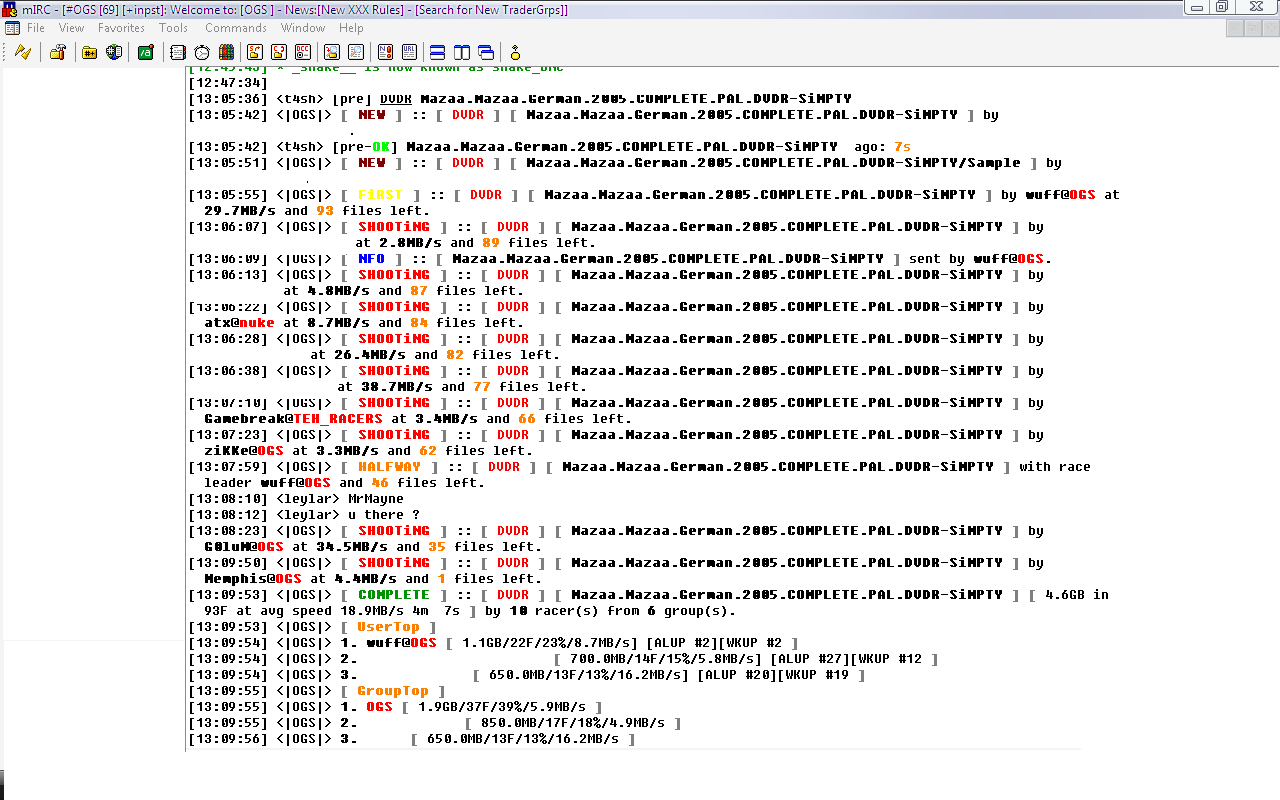 mIRC - [#OGS [69] [+inpst]: Welcome to: [OGS ] - News:[New XXX Rules] - [Search for New TraderGrps]]
File View Favorites Tools Commands Window Help
[12:45:43] * _snake__ is now known as snake_
[12:47:34]
[13:05:36] <t4sh> [pre] DVDR Mazaa.Mazaa.German.2005.COMPLETE.PAL.DVDR-SiMPTY
[13:05:42] <|OGS|> [ NEW ] :: [ DVDR ] [ Mazaa.Mazaa.German.2005.COMPLETE.PAL.DVDR-SiMPTY ] by
.
[13:05:42] <t4sh> [pre-OK] Mazaa.Mazaa.German.2005.COMPLETE.PAL.DVDR-SiMPTY ago: 7s
[13:05:51] <|OGS|> [ NEW ] :: [ DVDR ] [ Mazaa.Mazaa.German.2005.COMPLETE.PAL.DVDR-SiMPTY/Sample ] by
[13:05:55] <|OGS|> [ FiRST ] :: [ DVDR ] [ Mazaa.Mazaa.German.2005.COMPLETE.PAL.DVDR-SiMPTY ] by wuff@OGS at
29.7MB/s and 93 files left.
[13:06:07] <|OGS|> [ SHOOTiNG ] :: [ DVDR ] [ Mazaa.Mazaa.German.2005.COMPLETE.PAL.DVDR-SiMPTY ] by
at 2.8MB/s and 89 files left.
[13:06:09] <|OGS|> [ NFO ] :: [ Mazaa.Mazaa.German.2005.COMPLETE.PAL.DVDR-SiMPTY ] sent by wuff@OGS.
[13:06:13] <|OGS|> [ SHOOTiNG ] :: [ DVDR ] [ Mazaa.Mazaa.German.2005.COMPLETE.PAL.DVDR-SiMPTY ] by
at 4.8MB/s and 87 files left.
[13:06:22] <|OGS|> [ SHOOTiNG ] :: [ DVDR ] [ Mazaa.Mazaa.German.2005.COMPLETE.PAL.DVDR-SiMPTY ] by
atx@nuke at 8.7MB/s and 84 files left.
[13:06:28] <|OGS|> [ SHOOTiNG ] :: [ DVDR ] [ Mazaa.Mazaa.German.2005.COMPLETE.PAL.DVDR-SiMPTY ] by
at 26.4MB/s and 82 files left.
[13:06:38] <|OGS|> [ SHOOTiNG ] :: [ DVDR ] [ Mazaa.Mazaa.German.2005.COMPLETE.PAL.DVDR-SiMPTY ] by
at 38.7MB/s and 77 files left.
[13:07:10] <|OGS|> [ SHOOTiNG ] :: [ DVDR ] [ Mazaa.Mazaa.German.2005.COMPLETE.PAL.DVDR-SiMPTY ] by
Gamebreak@TEH_RACERS at 3.4MB/s and 66 files left.
[13:07:23] <|OGS|> [ SHOOTiNG ] :: [ DVDR ] [ Mazaa.Mazaa.German.2005.COMPLETE.PAL.DVDR-SiMPTY ] by
ziKKe@OGS at 3.3MB/s and 62 files left.
[13:07:59] <|OGS|> [ HALFWAY ] :: [ DVDR ] [ Mazaa.Mazaa.German.2005.COMPLETE.PAL.DVDR-SiMPTY ] with race
leader wuff@OGS and 46 files left.
[13:08:10] <leylar> MrMayne
[13:08:12] <leylar> u there ?
[13:08:23] <|OGS|> [ SHOOTiNG ] :: [ DVDR ] [ Mazaa.Mazaa.German.2005.COMPLETE.PAL.DVDR-SiMPTY ] by
G0luM@OGS at 34.5MB/s and 35 files left.
[13:09:50] <|OGS|> [ SHOOTiNG ] :: [ DVDR ] [ Mazaa.Mazaa.German.2005.COMPLETE.PAL.DVDR-SiMPTY ] by
Memphis@OGS at 4.4MB/s and 1 files left.
[13:09:53] <|OGS|> [ COMPLETE ] :: [ DVDR ] [ Mazaa.Mazaa.German.2005.COMPLETE.PAL.DVDR-SiMPTY ] [ 4.6GB in
93F at avg speed 18.9MB/s 4m 7s ] by 10 racer(s) from 6 group(s).
[13:09:53] <|OGS|> [ UserTop ]
[13:09:54] <|OGS|> 1. wuff@OGS [ 1.1GB/22F/23%/8.7MB/s] [ALUP #2][WKUP #2 ]
[13:09:54] <|OGS|> 2. [ 700.0MB/14F/15%/5.8MB/s] [ALUP #27][WKUP #12 ]
[13:09:54] <|OGS|> 3. [ 650.0MB/13F/13%/16.2MB/s] [ALUP #20][WKUP #19 ]
[13:09:55] <|OGS|> [ GroupTop ]
[13:09:55] <|OGS|> 1. OGS [ 1.9GB/37F/39%/5.9MB/s ]
[13:09:55] <|OGS|> 2. [ 850.0MB/17F/18%/4.9MB/s ]
[13:09:56] <|OGS|> 3. [ 650.0MB/13F/13%/16.2MB/s ]